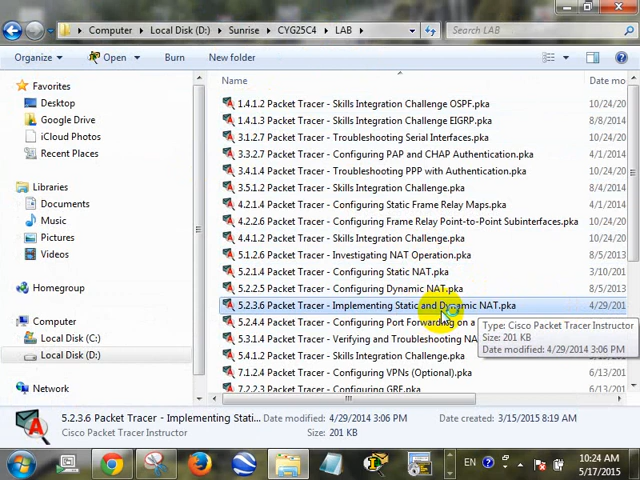 Computer
Local Disk (D:)
Sunrise
CYG25C4
LAB
Search LAB
Organize
Open
Burn
New folder
Favorites
Desktop
Google Drive
iCloud Photos
Recent Places
Libraries
Documents
Music
Pictures
Videos
Homegroup
Computer
Local Disk (C:)
Local Disk (D:)
Network
Name
Date mo
1.4.1.2 Packet Tracer - Skills Integration Challenge OSPF.pka
10/24/20
1.4.1.3 Packet Tracer - Skills Integration Challenge EIGRP.pka
8/8/2013
3.1.2.7 Packet Tracer - Troubleshooting Serial Interfaces.pka
10/24/20
3.3.2.7 Packet Tracer - Configuring PAP and CHAP Authentication.pka
4/1/2014
3.4.1.4 Packet Tracer - Troubleshooting PPP with Authentication.pka
10/24/20
3.5.1.2 Packet Tracer - Skills Integration Challenge.pka
8/4/2014
4.2.1.4 Packet Tracer - Configuring Static Frame Relay Maps.pka
4/1/2014
4.2.2.6 Packet Tracer - Configuring Frame Relay Point-to-Point Subinterfaces.pka
10/24/20
4.4.1.2 Packet Tracer - Skills Integration Challenge.pka
10/24/20
5.1.2.6 Packet Tracer - Investigating NAT Operation.pka
8/5/2013
5.2.1.4 Packet Tracer - Configuring Static NAT.pka
3/10/201
5.2.2.5 Packet Tracer - Configuring Dynamic NAT.pka
8/5/2013
5.2.3.6 Packet Tracer - Implementing Static and Dynamic NAT.pka
4/29/201
5.2.4.4 Packet Tracer - Configuring Port Forwarding on a
5.3.1.4 Packet Tracer - Verifying and Troubleshooting NA
5.4.1.2 Packet Tracer - Skills Integration Challenge.pka
10/24/20
7.1.2.4 Packet Tracer - Configuring VPNs (Optional).pka
6/13/201
7.2.2.3 Packet Tracer - Configuring GRE.pka
6/13/201
Type: Cisco Packet Tracer Instructor
Size: 201 KB
Date modified: 4/29/2014 3:06 PM
5.2.3.6 Packet Tracer - Implementing Stati...
Date modified: 4/29/2014 3:06 PM
Date created: 3/15/2015 8:19 AM
Cisco Packet Tracer Instructor
Size: 201 KB
EN
10:24 AM
5/17/2015